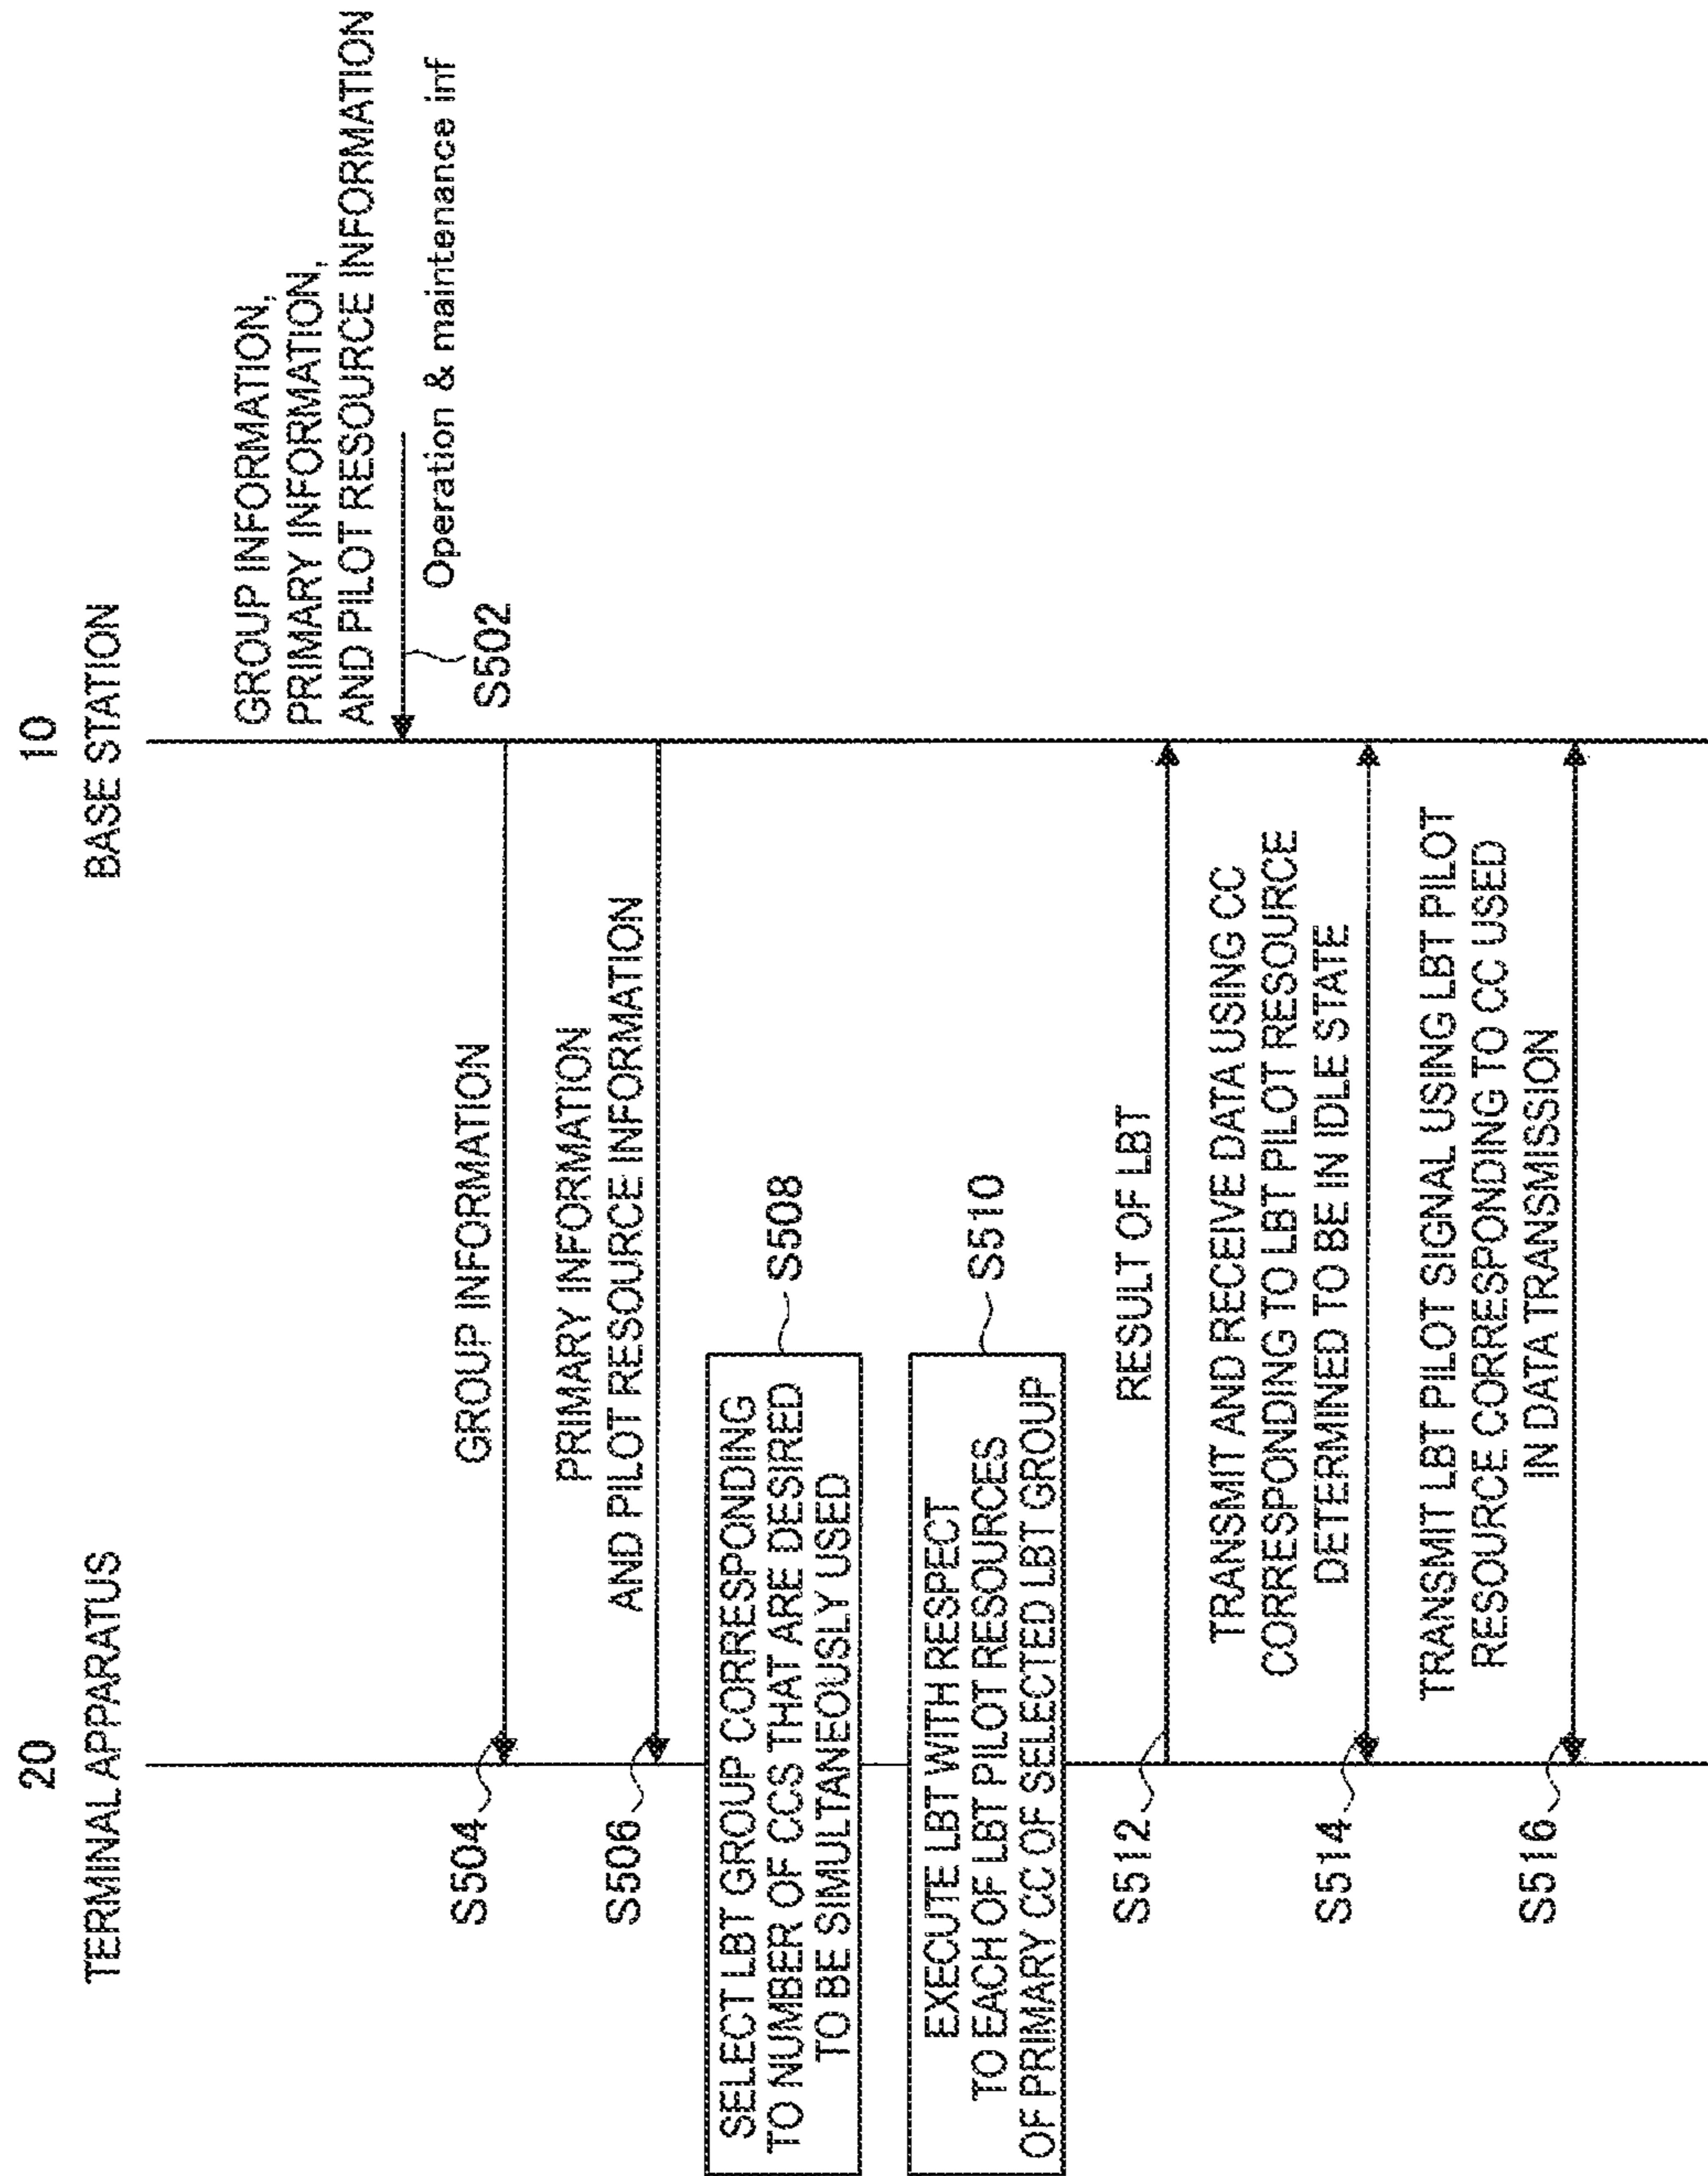 20
TERMINAL APPARATUS
10
BASE STATION
GROUP INFORMATION,
PRIMARY INFORMATION,
AND PILOT RESOURCE INFORMATION
Operation & maintenance inf
S502
S504
GROUP INFORMATION
S506
PRIMARY INFORMATION
AND PILOT RESOURCE INFORMATION
SELECT LBT GROUP CORRESPONDING
TO NUMBER OF CCS THAT ARE DESIRED
TO BE SIMULTANEOUSLY USED
S508
EXECUTE LBT WITH RESPECT
TO EACH OF LBT PILOT RESOURCES
OF PRIMARY CC OF SELECTED LBT GROUP
S510
S512
RESULT OF LBT
S514
TRANSMIT AND RECEIVE DATA USING CC
CORRESPONDING TO LBT PILOT RESOURCE
DETERMINED TO BE IN IDLE STATE
S516
TRANSMIT LBT PILOT SIGNAL USING LBT PILOT
RESOURCE CORRESPONDING TO CC USED
IN DATA TRANSMISSION